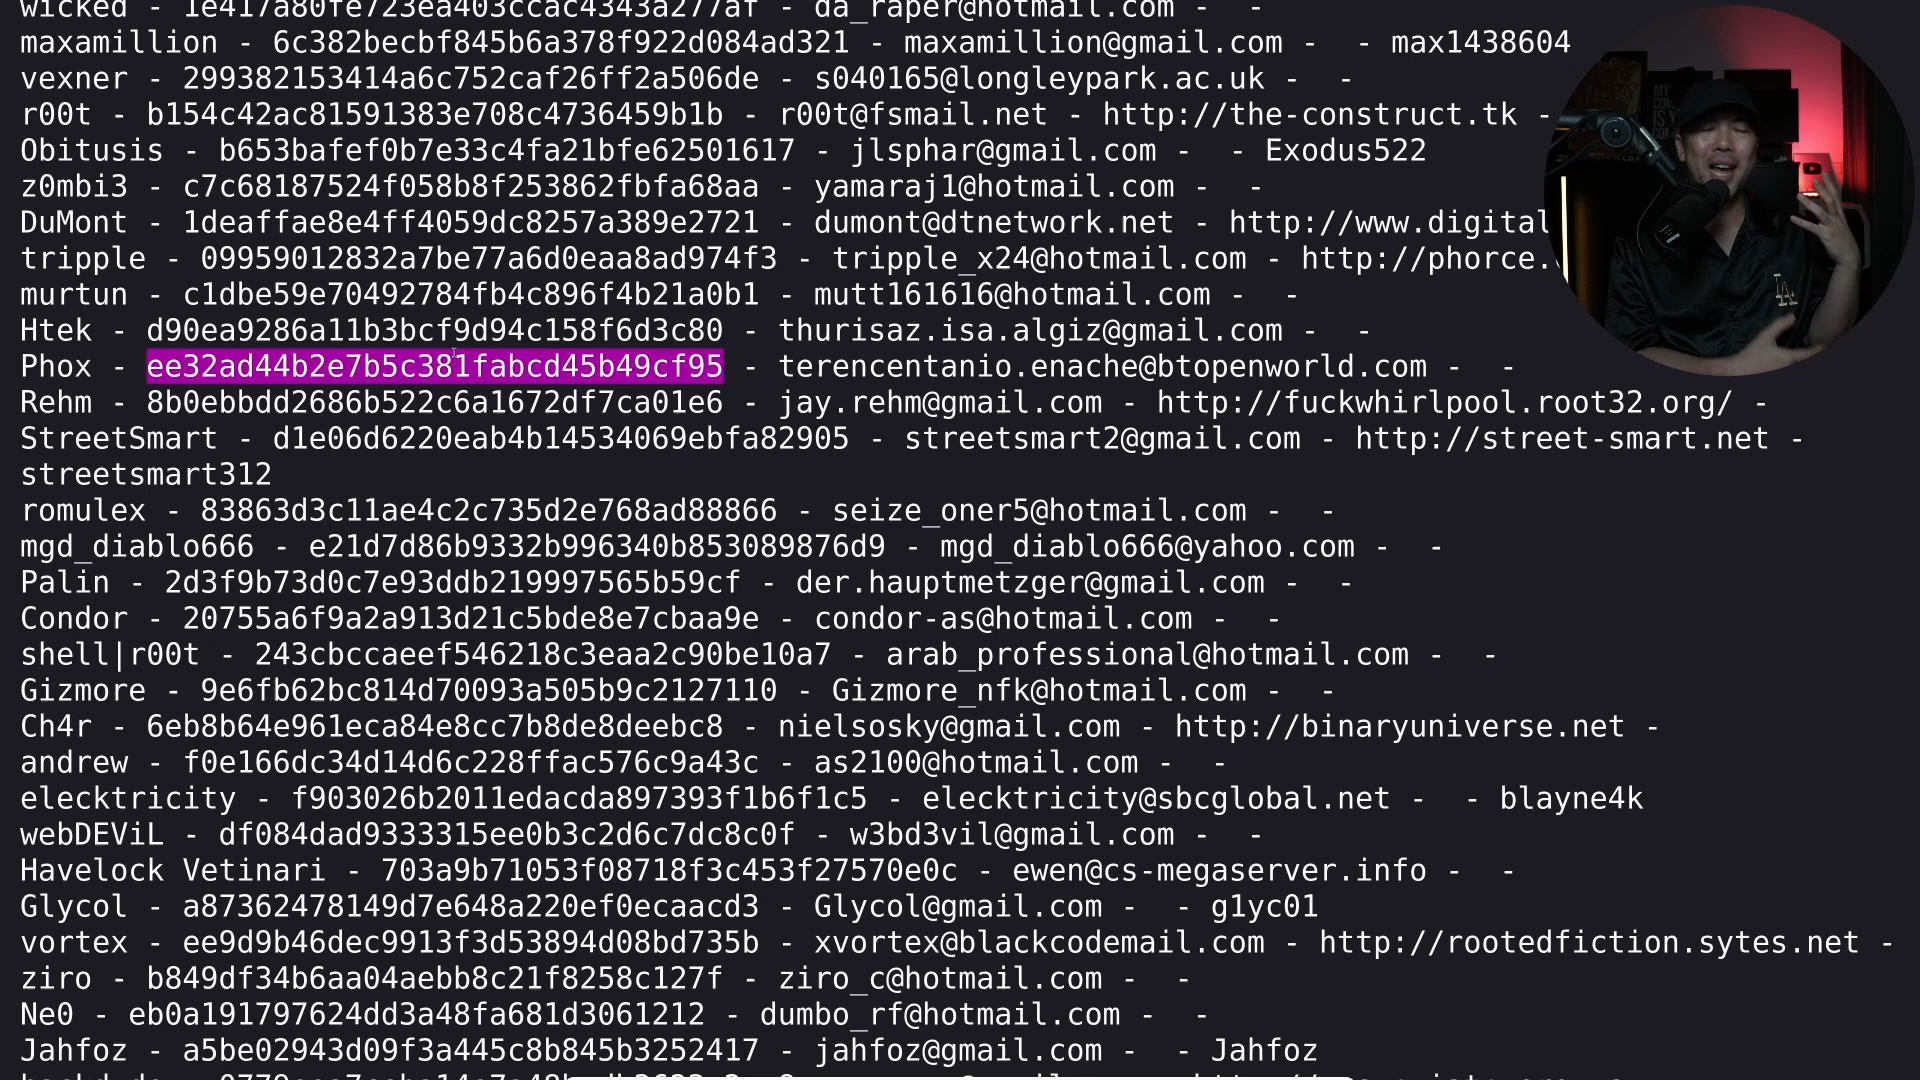 wicked - 1e417a80fe723ea403ccac4343a277af - da_raper@hotmail.com -  -
maxamillion - 6c382becbf845b6a378f922d084ad321 - maxamillion@gmail.com -  - max1438604
vexner - 299382153414a6c752caf26ff2a506de - s040165@longleypark.ac.uk -  -
r00t - b154c42ac81591383e708c4736459b1b - r00t@fsmail.net - http://the-construct.tk -
Obitusis - b653bafef0b7e33c4fa21bfe62501617 - jlsphar@gmail.com -  - Exodus522
z0mbi3 - c7c68187524f058b8f253862fbfa68aa - yamaraj1@hotmail.com -  -
DuMont - 1deaffae8e4ff4059dc8257a389e2721 - dumont@dtnetwork.net - http://www.digital
tripple - 09959012832a7be77a6d0eaa8ad974f3 - tripple_x24@hotmail.com - http://phorce.
murtun - c1dbe59e70492784fb4c896f4b21a0b1 - mutt161616@hotmail.com -  -
Htek - d90ea9286a11b3bcf9d94c158f6d3c80 - thurisaz.isa.algiz@gmail.com -  -
Phox - ee32ad44b2e7b5c381fabcd45b49cf95 - terencentanio.enache@btopenworld.com -  -
Rehm - 8b0ebbdd2686b522c6a1672df7ca01e6 - jay.rehm@gmail.com - http://fuckwhirlpool.root32.org/ -
StreetSmart - d1e06d6220eab4b14534069ebfa82905 - streetsmart2@gmail.com - http://street-smart.net -
streetsmart312
romulex - 83863d3c11ae4c2c735d2e768ad88866 - seize_oner5@hotmail.com -  -
mgd_diablo666 - e21d7d86b9332b996340b853089876d9 - mgd_diablo666@yahoo.com -  -
Palin - 2d3f9b73d0c7e93ddb219997565b59cf - der.hauptmetzger@gmail.com -  -
Condor - 20755a6f9a2a913d21c5bde8e7cbaa9e - condor-as@hotmail.com -  -
shell|r00t - 243cbccaeef546218c3eaa2c90be10a7 - arab_professional@hotmail.com -  -
Gizmore - 9e6fb62bc814d70093a505b9c2127110 - Gizmore_nfk@hotmail.com -  -
Ch4r - 6eb8b64e961eca84e8cc7b8de8deebc8 - nielsosky@gmail.com - http://binaryuniverse.net -
andrew - f0e166dc34d14d6c228ffac576c9a43c - as2100@hotmail.com -  -
elecktricity - f903026b2011edacda897393f1b6f1c5 - elecktricity@sbcglobal.net -  - blayne4k
webDEViL - df084dad9333315ee0b3c2d6c7dc8c0f - w3bd3vil@gmail.com -  -
Havelock Vetinari - 703a9b71053f08718f3c453f27570e0c - ewen@cs-megaserver.info -  -
Glycol - a87362478149d7e648a220ef0ecaacd3 - Glycol@gmail.com -  - g1yc01
vortex - ee9d9b46dec9913f3d53894d08bd735b - xvortex@blackcodemail.com - http://rootedfiction.sytes.net -
ziro - b849df34b6aa04aebb8c21f8258c127f - ziro_c@hotmail.com -  -
Ne0 - eb0a191797624dd3a48fa681d3061212 - dumbo_rf@hotmail.com -  -
Jahfoz - a5be02943d09f3a445c8b845b3252417 - jahfoz@gmail.com -  - Jahfoz